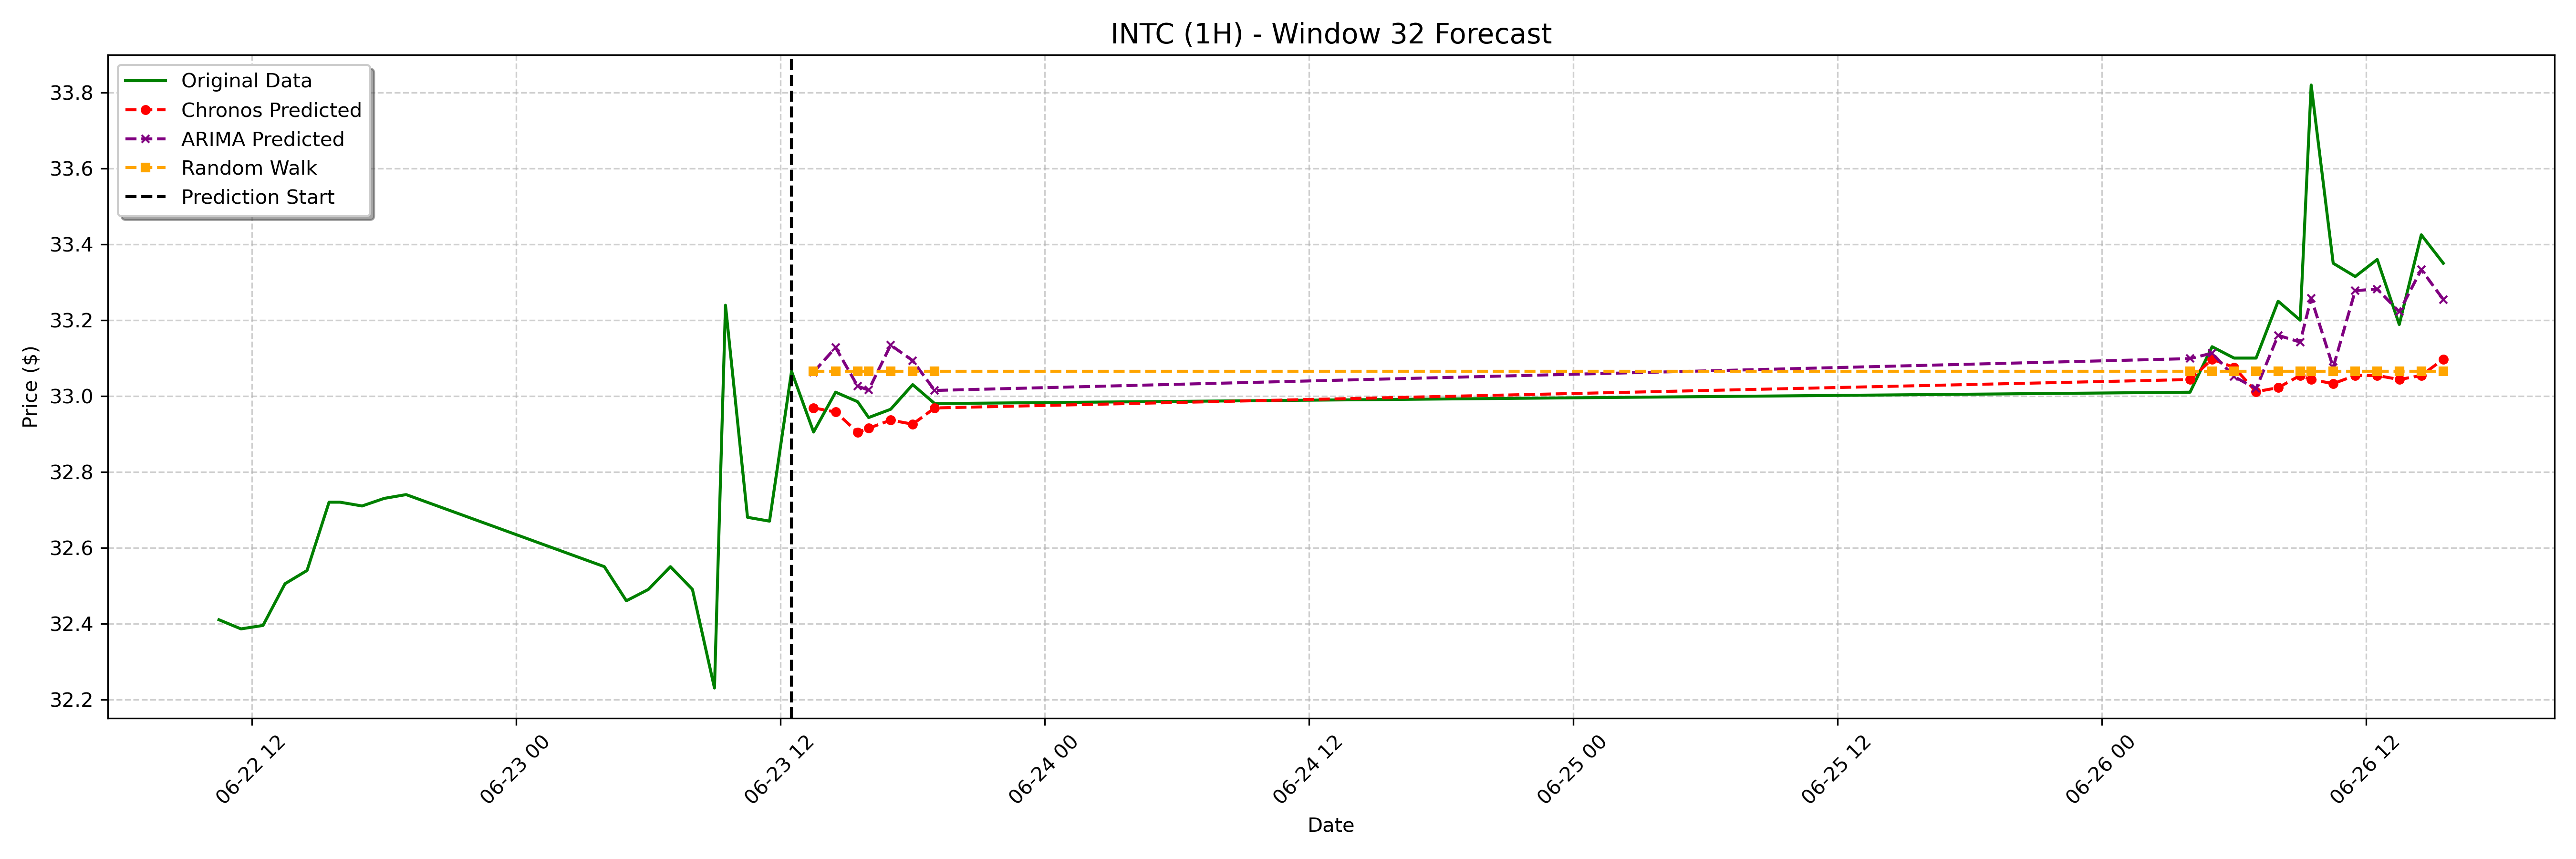 INTC (1H) - Window 32 Forecast
Original Data
Chronos Predicted
ARIMA Predicted
Random Walk
Prediction Start
Price ($)
33.8
33.6
33.4
33.2
33.0
32.8
32.6
32.4
32.2
06-22 12
06-23 00
06-23 12
06-24 00
06-24 12
06-25 00
06-25 12
06-26 00
06-26 12
Date